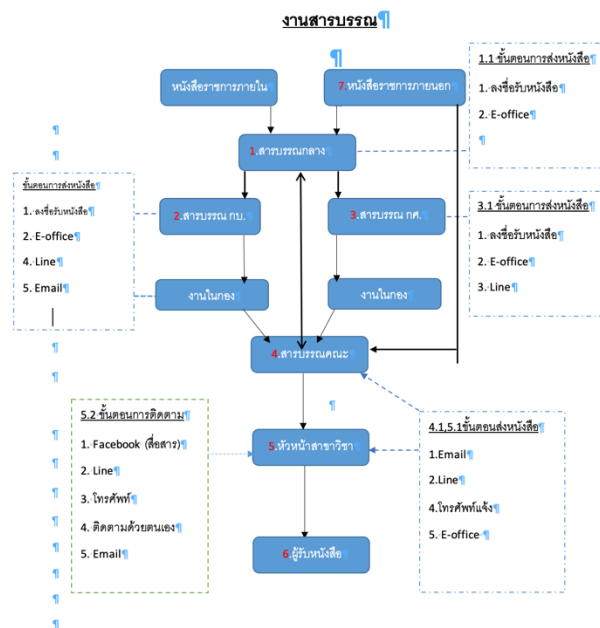 งานสารบรรณ
1.1 ขั้นตอนการส่งหนังสือ
1. ลงชื่อรับหนังสือ
2. E-office
หนังสือราชการภายใน
7.หนังสือราชการภายนอก
1.สารบรรณกลาง
ขั้นตอนการส่งหนังสือ
1. ลงชื่อรับหนังสือ
2. E-office
4. Line
5. Email
2.สารบรรณ กบ.
3.สารบรรณ กศ.
3.1 ขั้นตอนการส่งหนังสือ
1. ลงชื่อรับหนังสือ
2. E-office
3. Line
งานในกอง
งานในกอง
4.สารบรรณคณะ
5.2 ขั้นตอนการติดตาม
1. Facebook (สื่อสาร)
2. Line
3. โทรศัพท์
4. ติดตามด้วยตนเอง
5. Email
5.หัวหน้าสาขาวิชา
4.1,5.1ขั้นตอนส่งหนังสือ
1.Email
2.Line
4.โทรศัพท์แจ้ง
5. E-office
6.ผู้รับหนังสือ